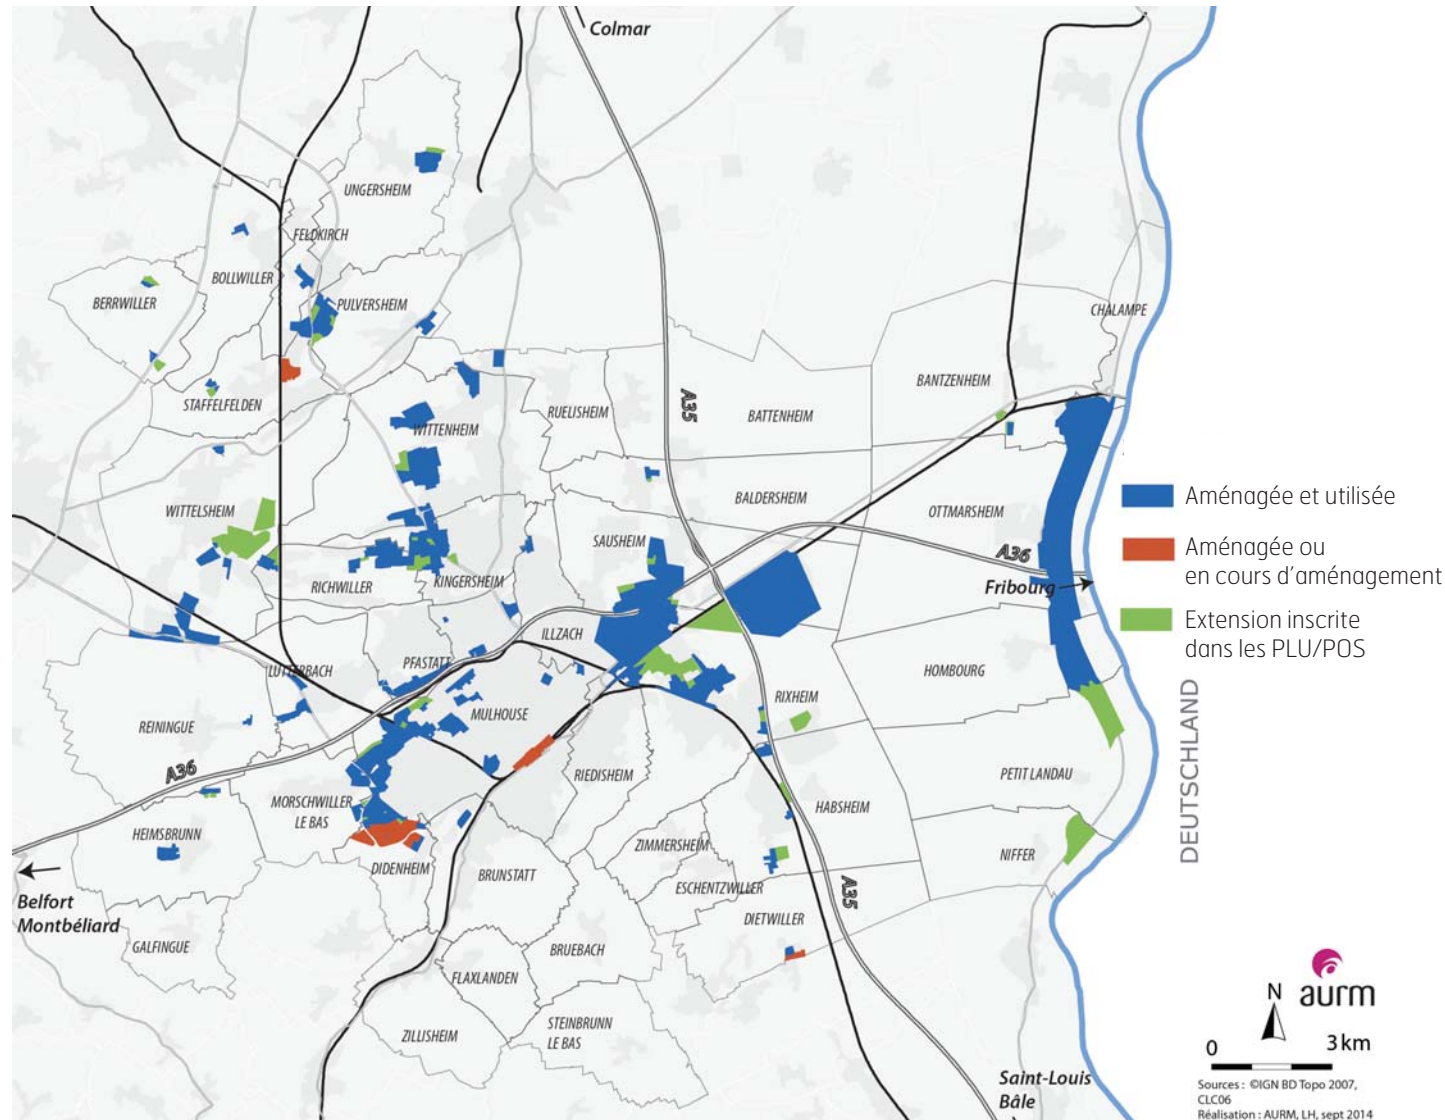 Colmar
UNGERSHEIM
FELDKIRCH
BOLLWILLER
BERRWILLER
PULVERSHEIM
CHALAMPE
BANTZENHEIM
STAFFELFELDEN
RUELISHEIM
A35
BATTENHEIM
WITTENHEIM
WITTELSHEIM
BALDERSHEIM
OTTMARSHEIM
SAUSHEIM
A36
Fribourg
RICHWILLER
KINGERSHEIM
ILLZACH
PFASTATT
LUTTERBACH
HOMBOURG
RIXHEIM
MULHOUSE
REININGUE
A36
RIEDISHEIM
PETIT LANDAU
MORSCHWILLER
LE BAS
HABSHEIM
HEIMSBRUNN
ZIMMERSHEIM
NIFFER
DIDENHEIM
BRUNSTATT
ESCHENTZWILLER
A35
Belfort
Montbéliard
DIETWILLER
GALFINGUE
BRUEBACH
FLAXLANDEN
STEINBRUNN
LE BAS
ZILLISHEIM
Saint-Louis
Bâle
Aménagée et utilisée
Aménagée ou
en cours d'aménagement
Extension inscrite
dans les PLU/POS
DEUTSCHLAND
aurm
N
0 3 km
Sources : ©IGN BD Topo 2007,
CLC06
Réalisation : AURM, LH, sept 2014